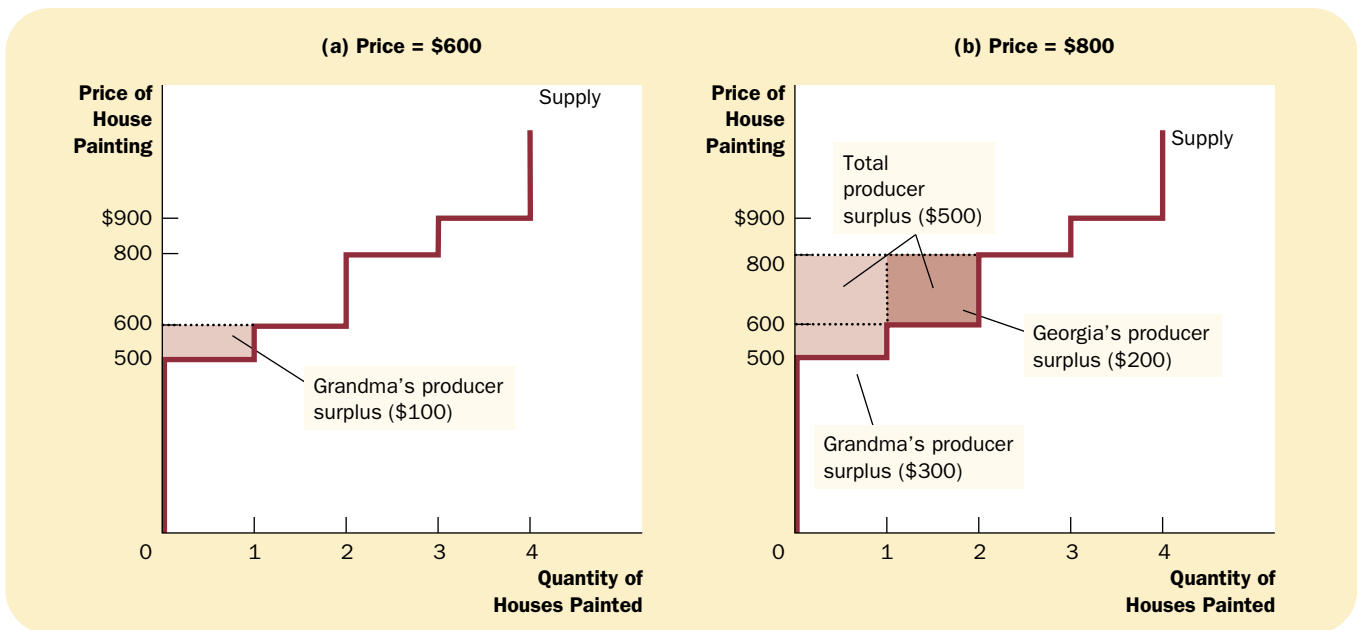 (a) Price = $600
Price of
House
Painting
Supply
$900
800
600
500
Grandma's producer
surplus ($100)
0
1
2
3
4
Quantity of
Houses Painted
(b) Price = $800
Price of
House
Painting
Supply
Total
producer
surplus ($500)
$900
800
600
500
Georgia's producer
surplus ($200)
Grandma's producer
surplus ($300)
0
1
2
3
4
Quantity of
Houses Painted